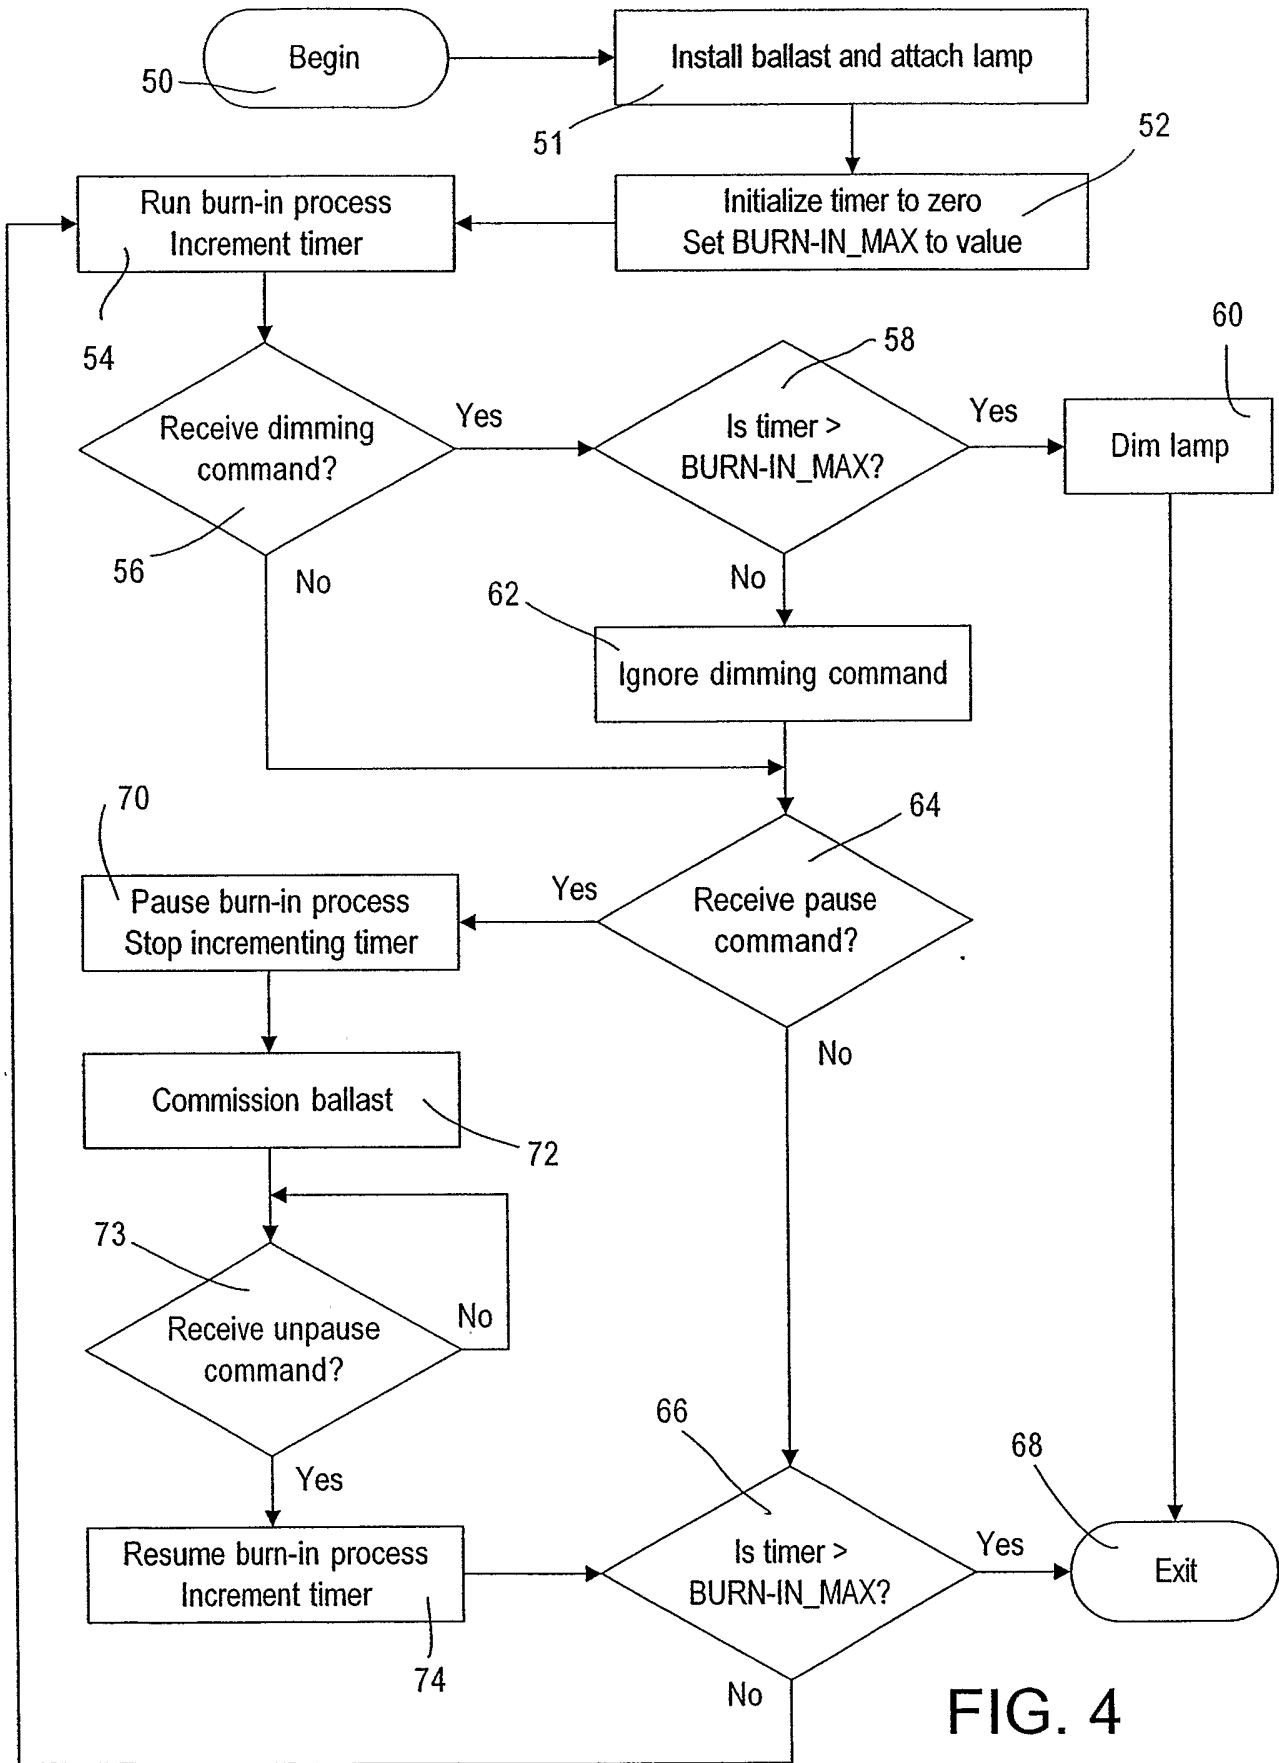 Begin
50
Install ballast and attach lamp
51
52
Initialize timer to zero
Set BURN-IN_MAX to value
Run burn-in process
Increment timer
54
Receive dimming
command?
56
Yes
No
58
Is timer >
BURN-IN_MAX?
Yes
No
60
Dim lamp
62
Ignore dimming command
64
Receive pause
command?
Yes
No
70
Pause burn-in process
Stop incrementing timer
Commission ballast
72
73
Receive unpause
command?
No
Yes
Resume burn-in process
Increment timer
74
66
Is timer >
BURN-IN_MAX?
Yes
No
68
Exit
FIG. 4